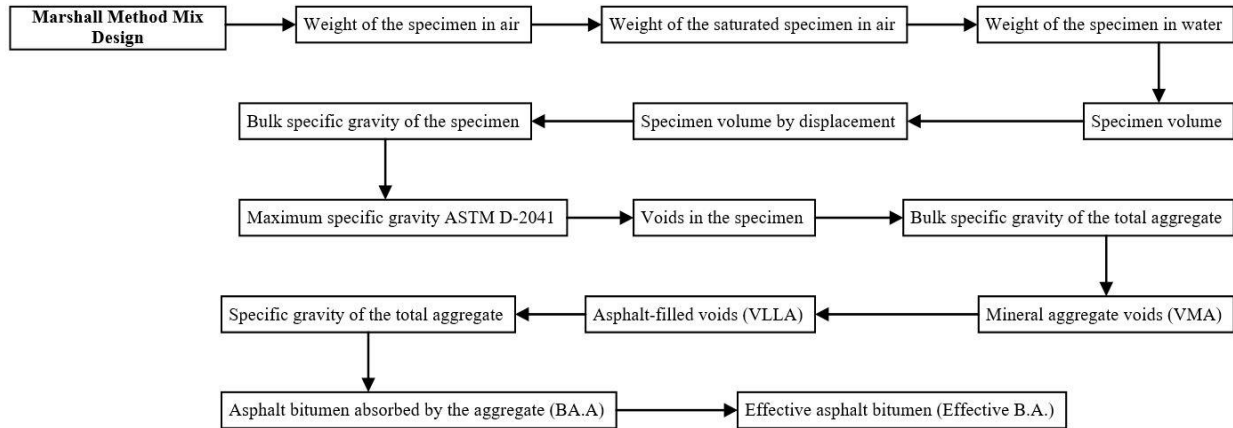 Marshall Method Mix
Design
Weight of the specimen in air
Weight of the saturated specimen in air
Weight of the specimen in water
Specimen volume
Specimen volume by displacement
Bulk specific gravity of the specimen
Maximum specific gravity ASTM D-2041
Voids in the specimen
Bulk specific gravity of the total aggregate
Mineral aggregate voids (VMA)
Asphalt-filled voids (VLLA)
Specific gravity of the total aggregate
Asphalt bitumen absorbed by the aggregate (BA.A)
Effective asphalt bitumen (Effective B.A.)